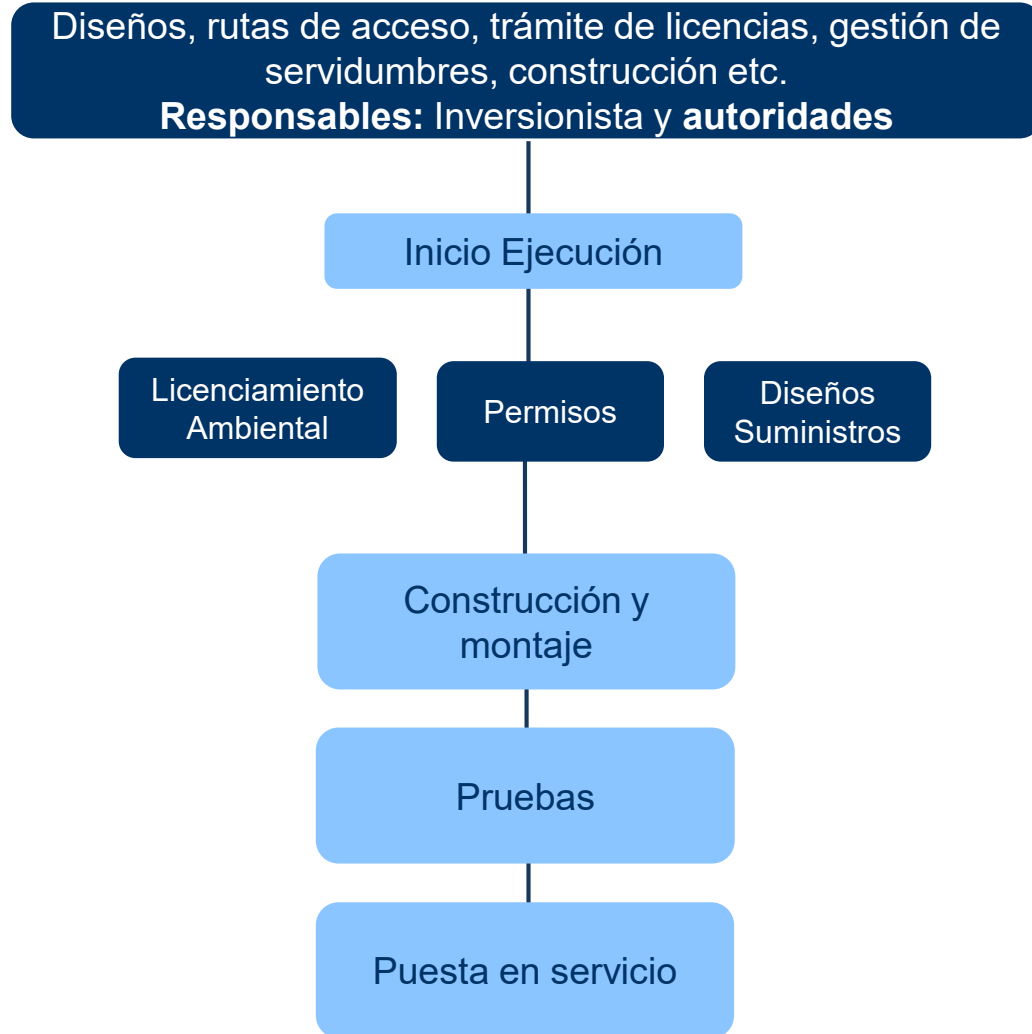 Diseños, rutas de acceso, trámite de licencias, gestión de
servidumbres, construcción etc.
Responsables: Inversionista y autoridades
Inicio Ejecución
Licenciamiento
Ambiental
Permisos
Diseños
Suministros
Construcción y
montaje
Pruebas
Puesta en servicio